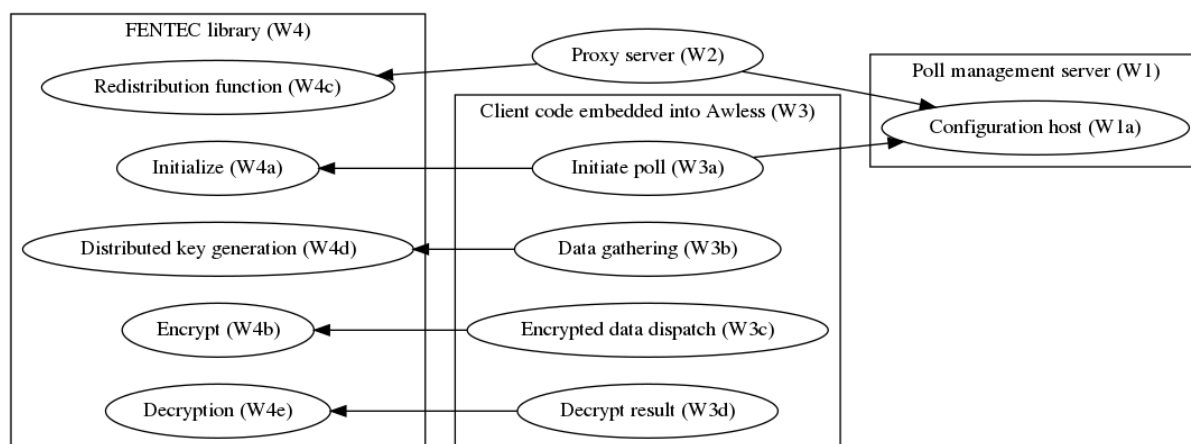 FENTEC library (W4)
Redistribution function (W4c)
Initialize (W4a)
Distributed key generation (W4d)
Encrypt (W4b)
Decryption (W4e)
Proxy server (W2)
Client code embedded into Awless (W3)
Initiate poll (W3a)
Data gathering (W3b)
Encrypted data dispatch (W3c)
Decrypt result (W3d)
Poll management server (W1)
Configuration host (W1a)